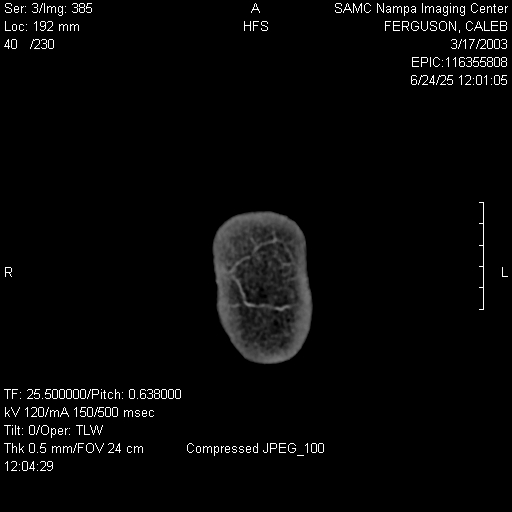 Ser: 3/Img: 385
Loc: 192 mm
40 /230
A
HFS
SAMC Nampa Imaging Center
FERGUSON, CALEB
3/17/2003
EPIC:116355808
6/24/25 12:01:05
R
L
TF: 25.500000/Pitch: 0.638000
kV 120/mA 150/500 msec
Tilt: 0/Oper: TLW
Thk 0.5 mm/FOV 24 cm
Compressed JPEG_100
12:04:29